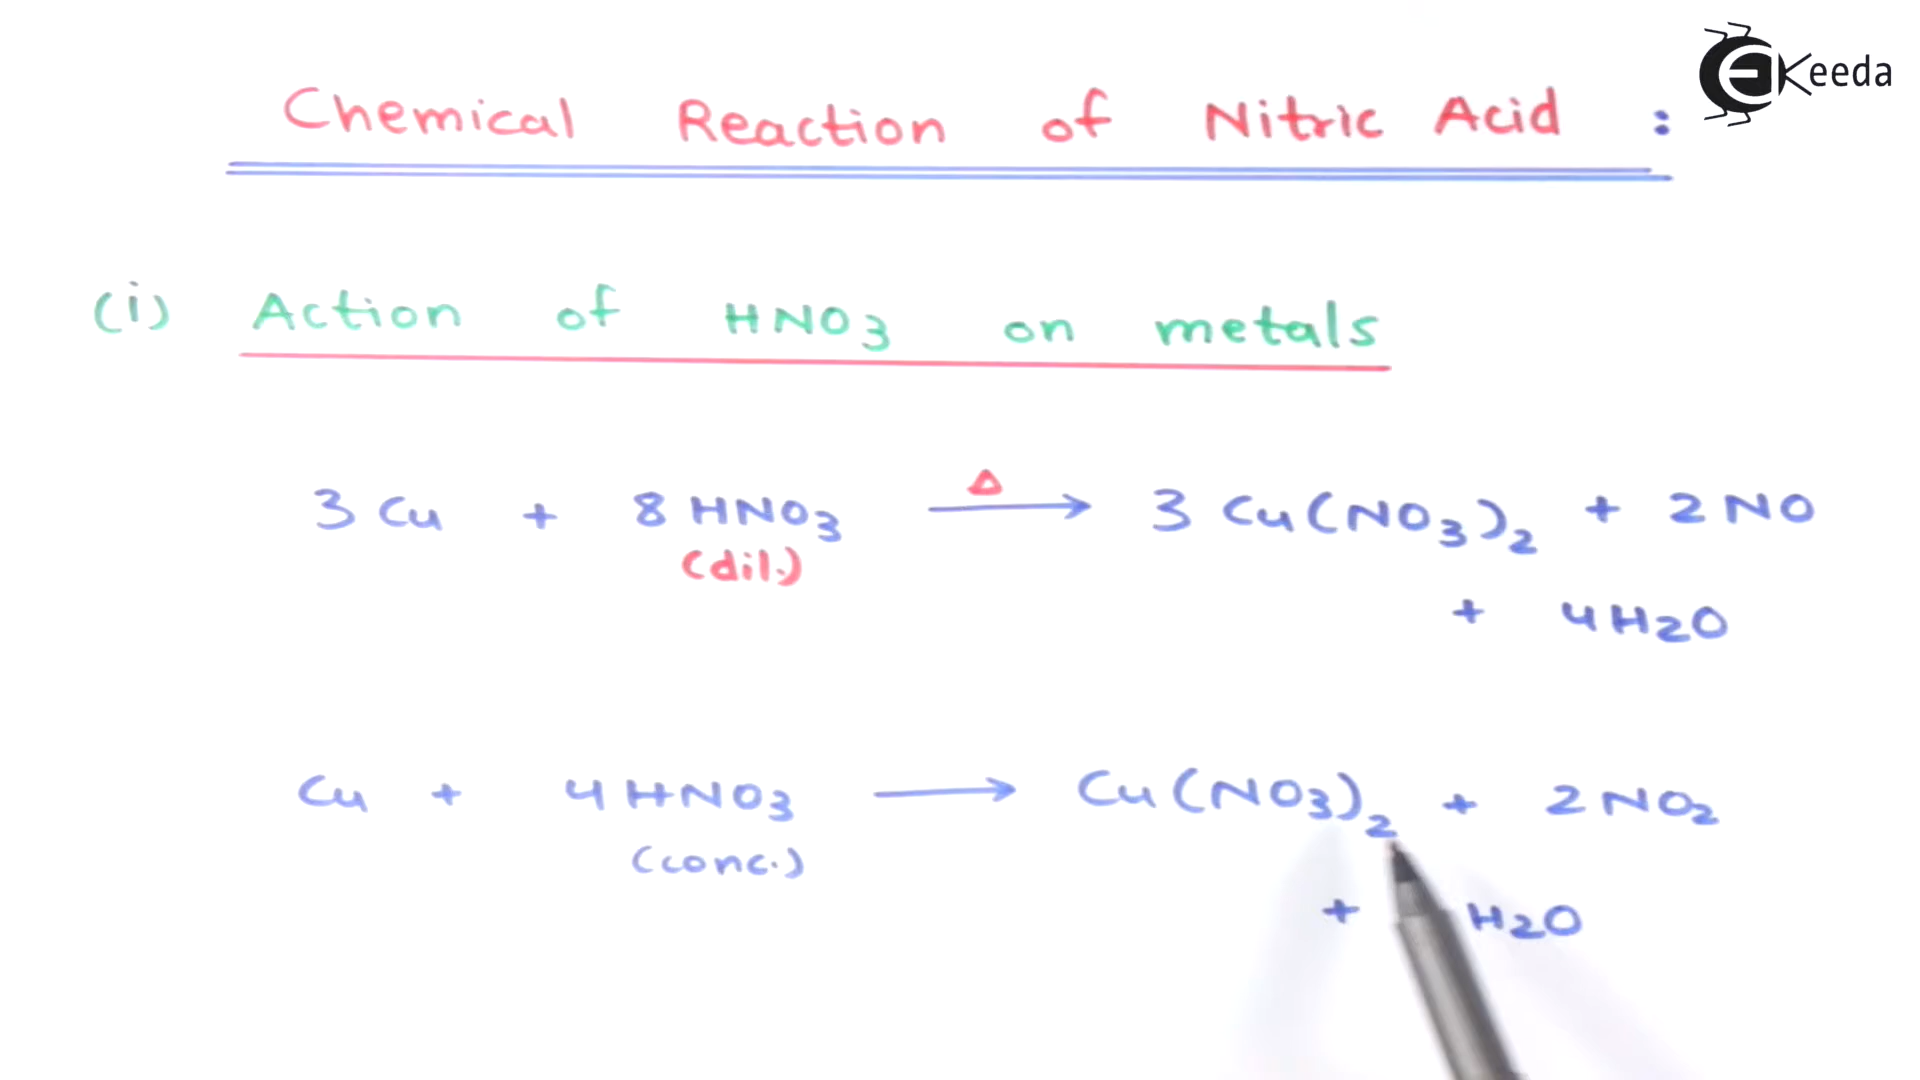 EKeeda
Chemical Reaction of Nitric Acid :
(i) Action of HNO3 on metals
Δ
3 Cu + 8 HNO3 → 3 Cu(NO3)2 + 2 NO
(dil.)
+ 4H2O
Cu + 4 HNO3 → Cu(NO3)2 + 2 NO2
(conc.)
+ H2O